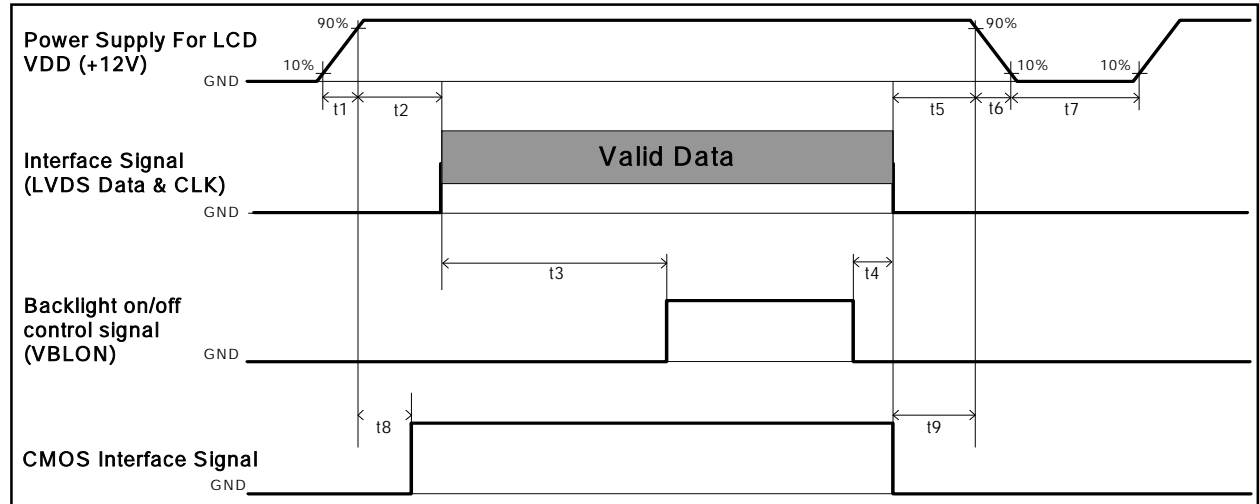 Power Supply For LCD
VDD (+12V)
90%
10%
GND
90%
10%
10%
t1
t2
t5
t6
t7
Interface Signal
(LVDS Data & CLK)
Valid Data
GND
t3
t4
Backlight on/off
control signal
(VBLON)
GND
t8
t9
CMOS Interface Signal
GND